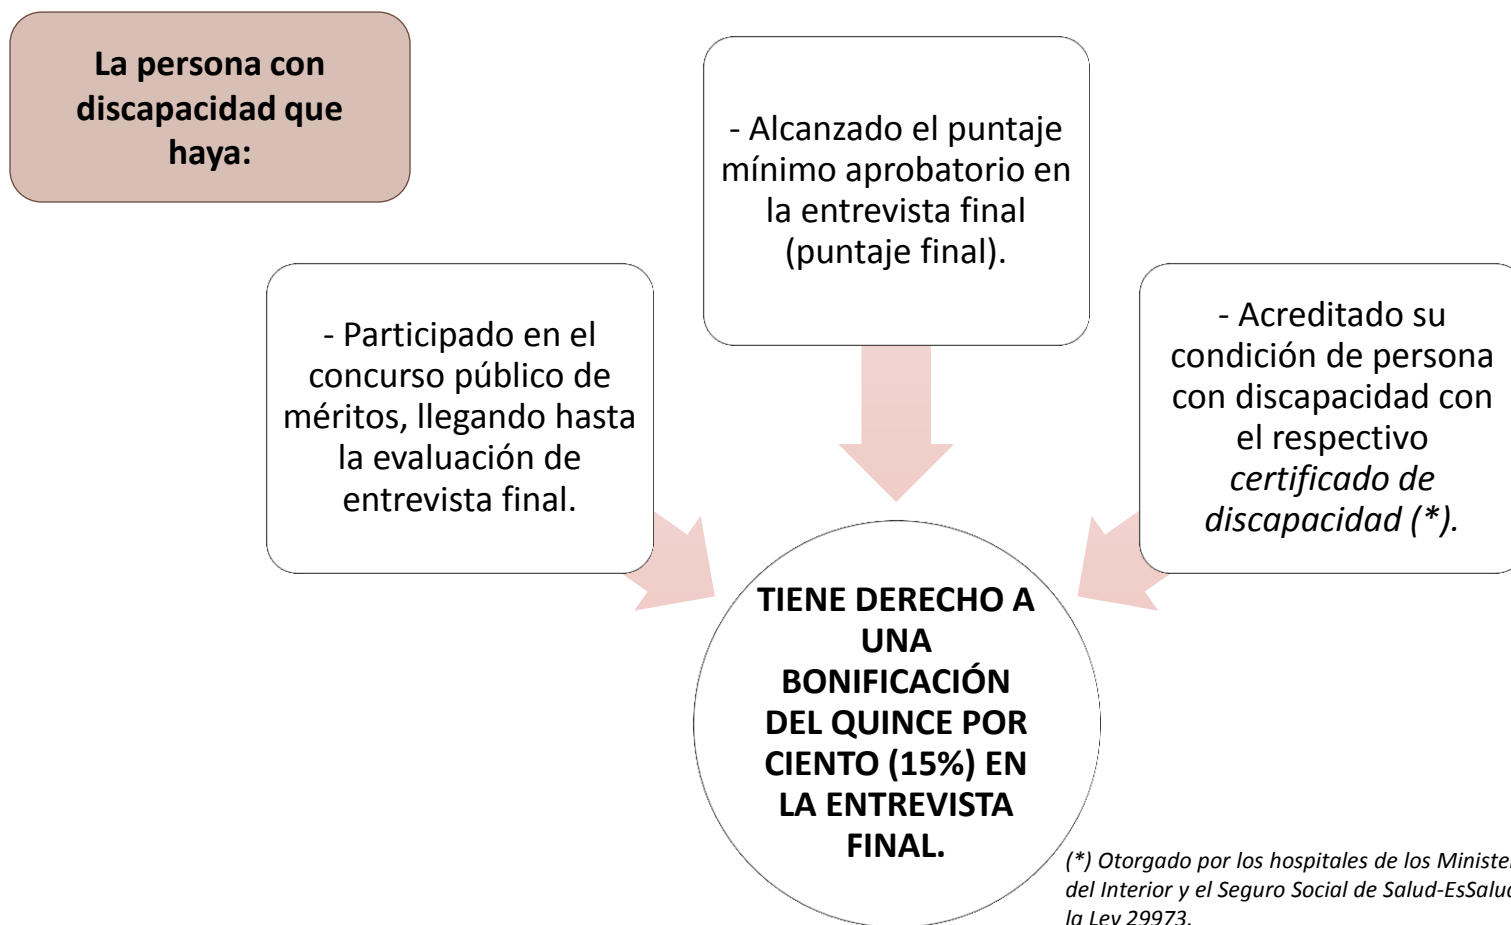 La persona con
discapacidad que
haya:
- Participado en el
concurso público de
méritos, llegando hasta
la evaluación de
entrevista final.
- Alcanzado el puntaje
mínimo aprobatorio en
la entrevista final
(puntaje final).
- Acreditado su
condición de persona
con discapacidad con
el respectivo
certificado de
discapacidad (*).
TIENE DERECHO A
UNA
BONIFICACIÓN
DEL QUINCE POR
CIENTO (15%) EN
LA ENTREVISTA
FINAL.
(*) Otorgado por los hospitales de los
del Interior y el Seguro Social de Salud-EsSalud
la Ley 29973.